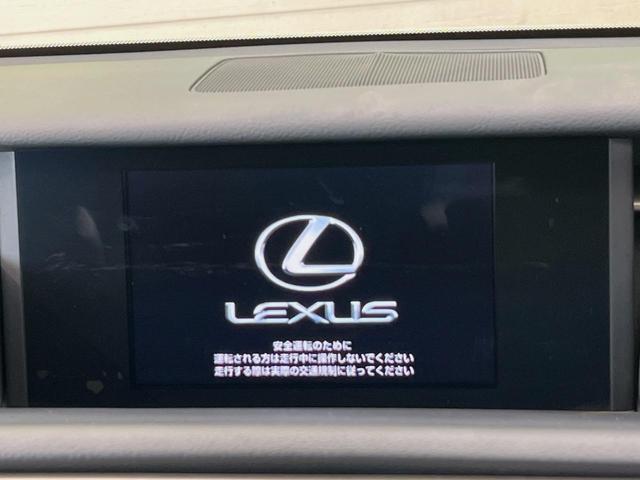 LEXUS
安全運転のために
運転される方は走行中に操作しないでください
走行する際は実際の交通規制に従ってください